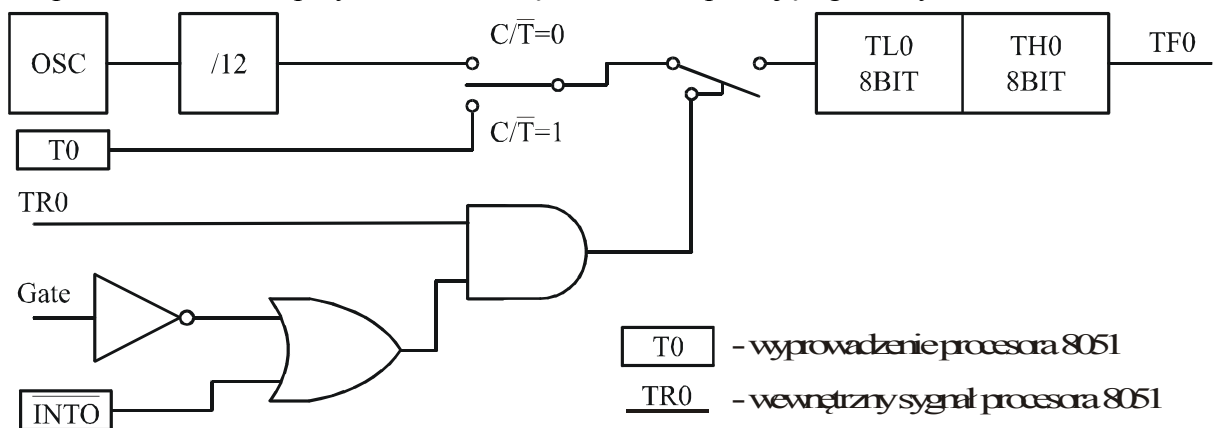 OSC
/12
C/T̅=0
C/T̅=1
T0
TL0
8BIT
TH0
8BIT
TF0
TR0
Gate
I̅N̅T̅O̅
T0 - wyprowadzenie procesora 8051
TR0 - wewnętrzny sygnał procesora 8051